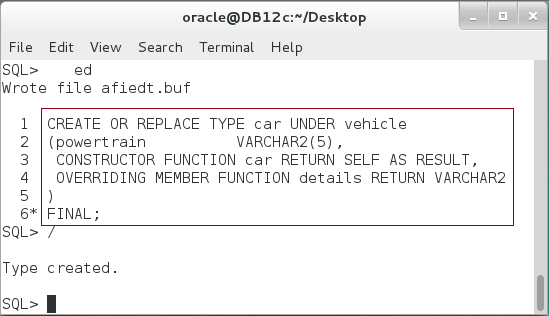 oracle@DB12c:~/Desktop
File Edit View Search Terminal Help
SQL>    ed
Wrote file afiedt.buf
  1  CREATE OR REPLACE TYPE car UNDER vehicle
  2  (powertrain          VARCHAR2(5),
  3   CONSTRUCTOR FUNCTION car RETURN SELF AS RESULT,
  4   OVERRIDING MEMBER FUNCTION details RETURN VARCHAR2
  5  )
  6* FINAL;
SQL> /
Type created.
SQL>